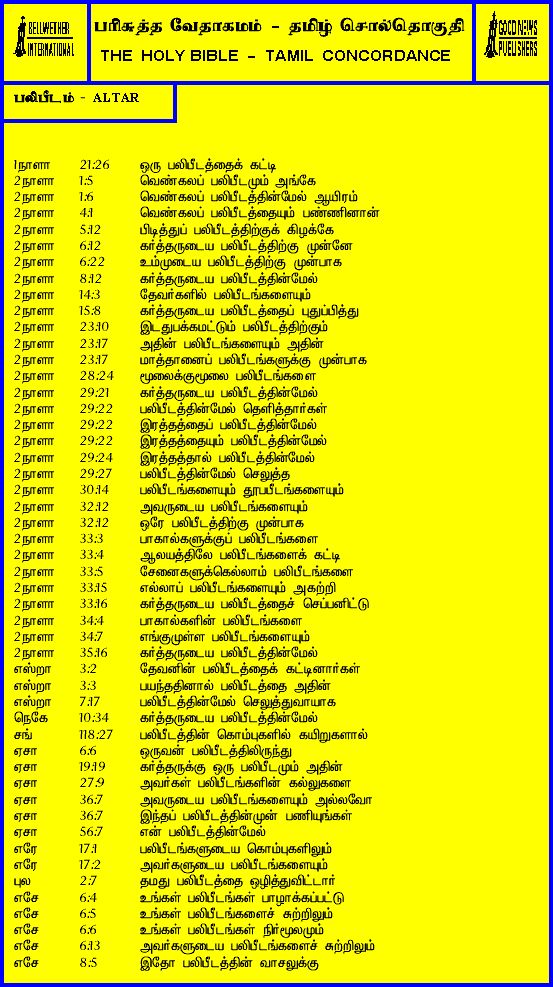 BELLWETHER INTERNATIONAL
பரிசுத்த வேதாகமம் - தமிழ் சொல்தொகுதி
THE HOLY BIBLE - TAMIL CONCORDANCE
GOOD NEWS PUBLISHERS
பலிபீடம் - ALTAR
1நாளா 21:26 ஒரு பலிபீடத்தைக் கட்டி
2நாளா 1:5 வெண்கலப் பலிபீடமும் அங்கே
2நாளா 1:6 வெண்கலப் பலிபீடத்தின்மேல் ஆயிரம்
2நாளா 4:1 வெண்கலப் பலிபீடத்தையும் பண்ணினான்
2நாளா 5:12 பிடித்துப் பலிபீடத்திற்குக் கிழக்கே
2நாளா 6:12 கர்த்தருடைய பலிபீடத்திற்கு முன்னே
2நாளா 6:22 உம்முடைய பலிபீடத்திற்கு முன்பாக
2நாளா 8:12 கர்த்தருடைய பலிபீடத்தின்மேல்
2நாளா 14:3 தேவர்களில் பலிபீடங்களையும்
2நாளா 15:8 கர்த்தருடைய பலிபீடத்தைப் புதுப்பித்து
2நாளா 23:10 இடதுபக்கமட்டும் பலிபீடத்திற்கும்
2நாளா 23:17 அதின் பலிபீடங்களையும் அதின்
2நாளா 23:17 மாத்தானைப் பலிபீடங்களுக்கு முன்பாக
2நாளா 28:24 மூலைக்குமூலை பலிபீடங்களை
2நாளா 29:21 கர்த்தருடைய பலிபீடத்தின்மேல்
2நாளா 29:22 பலிபீடத்தின்மேல் தெளித்தார்கள்
2நாளா 29:22 இரத்தத்தைப் பலிபீடத்தின்மேல்
2நாளா 29:22 இரத்தத்தையும் பலிபீடத்தின்மேல்
2நாளா 29:24 இரத்தத்தால் பலிபீடத்தின்மேல்
2நாளா 29:27 பலிபீடத்தின்மேல் செலுத்த
2நாளா 30:14 பலிபீடங்களையும் தூபபீடங்களையும்
2நாளா 32:12 அவருடைய பலிபீடங்களையும்
2நாளா 32:12 ஒரே பலிபீடத்திற்கு முன்பாக
2நாளா 33:3 பாகால்களுக்குப் பலிபீடங்களை
2நாளா 33:4 ஆலயத்திலே பலிபீடங்களைக் கட்டி
2நாளா 33:5 சேனைகளுக்கெல்லாம் பலிபீடங்களை
2நாளா 33:15 எல்லாப் பலிபீடங்களையும் அகற்றி
2நாளா 33:16 கர்த்தருடைய பலிபீடத்தைச் செப்பனிட்டு
2நாளா 34:4 பாகால்களின் பலிபீடங்களை
2நாளா 34:7 எங்குமுள்ள பலிபீடங்களையும்
2நாளா 35:16 கர்த்தருடைய பலிபீடத்தின்மேல்
எஸ்றா 3:2 தேவனின் பலிபீடத்தைக் கட்டினார்கள்
எஸ்றா 3:3 பயந்ததினால் பலிபீடத்தை அதின்
எஸ்றா 7:17 பலிபீடத்தின்மேல் செலுத்துவாயாக
நெகே 10:34 கர்த்தருடைய பலிபீடத்தின்மேல்
சங் 118:27 பலிபீடத்தின் கொம்புகளில் கயிறுகளால்
ஏசா 6:6 ஒருவன் பலிபீடத்திலிருந்து
ஏசா 19:19 கர்த்தருக்கு ஒரு பலிபீடமும் அதின்
ஏசா 27:9 அவர்கள் பலிபீடங்களின் கல்லுகளை
ஏசா 36:7 அவருடைய பலிபீடங்களையும் அல்லவோ
ஏசா 36:7 இந்தப் பலிபீடத்தின்முன் பணியுங்கள்
ஏசா 56:7 என் பலிபீடத்தின்மேல்
எரே 17:1 பலிபீடங்களுடைய கொம்புகளிலும்
எரே 17:2 அவர்களுடைய பலிபீடங்களையும்
புல 2:7 தமது பலிபீடத்தை ஒழித்துவிட்டார்
எசே 6:4 உங்கள் பலிபீடங்கள் பாழாக்கப்பட்டு
எசே 6:5 உங்கள் பலிபீடங்களைச் சுற்றிலும்
எசே 6:6 உங்கள் பலிபீடங்கள் நிர்மூலமும்
எசே 6:13 அவர்களுடைய பலிபீடங்களைச் சுற்றிலும்
எசே 8:5 இதோ பலிபீடத்தின் வாசலுக்கு